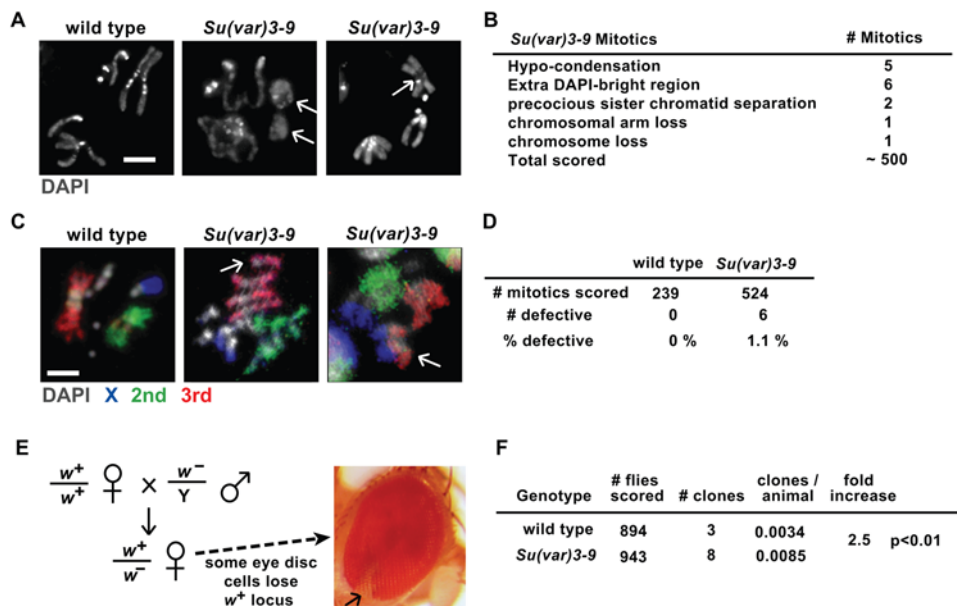 A
wild type Su(var)3-9 Su(var)3-9
DAPI
B
Su(var)3-9 Mitotics # Mitotics
Hypo-condensation 5
Extra DAPI-bright region 6
precocious sister chromatid separation 2
chromosomal arm loss 1
chromosome loss 1
Total scored ~ 500
C
wild type Su(var)3-9 Su(var)3-9
DAPI X 2nd 3rd
D
wild type Su(var)3-9
# mitotics scored 239 524
# defective 0 6
% defective 0 % 1.1 %
E
w+ w−
w+ ♀ X Y ♂
w+
w− ♀
some eye disc
cells lose
w+ locus
F
# flies clones / fold
Genotype scored # clones animal increase
wild type 894 3 0.0034
2.5 p<0.01
Su(var)3-9 943 8 0.0085